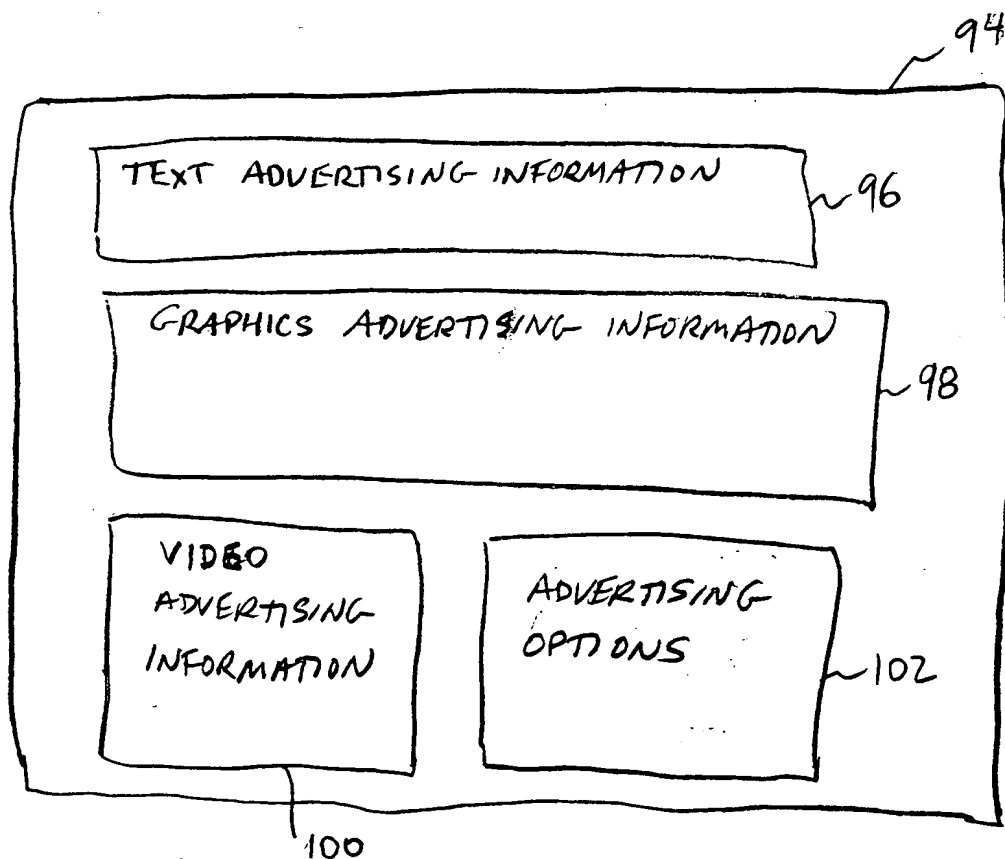 94
TEXT ADVERTISING INFORMATION
96
GRAPHICS ADVERTISING INFORMATION
98
VIDEO
ADVERTISING
INFORMATION
ADVERTISING
OPTIONS
102
100